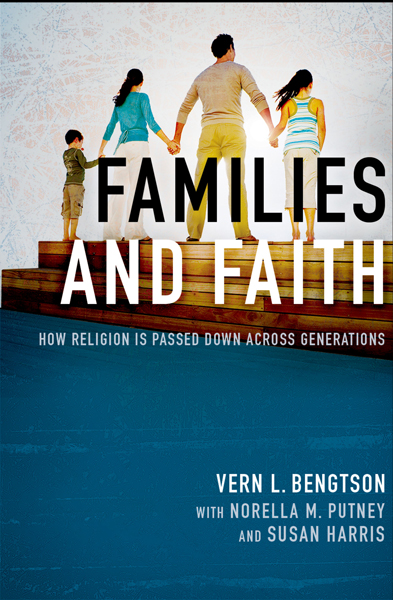 FAMILIES
AND FAITH
HOW RELIGION IS PASSED DOWN ACROSS GENERATIONS
VERN L. BENGTSON
WITH NORELLA M. PUTNEY
AND SUSAN HARRIS